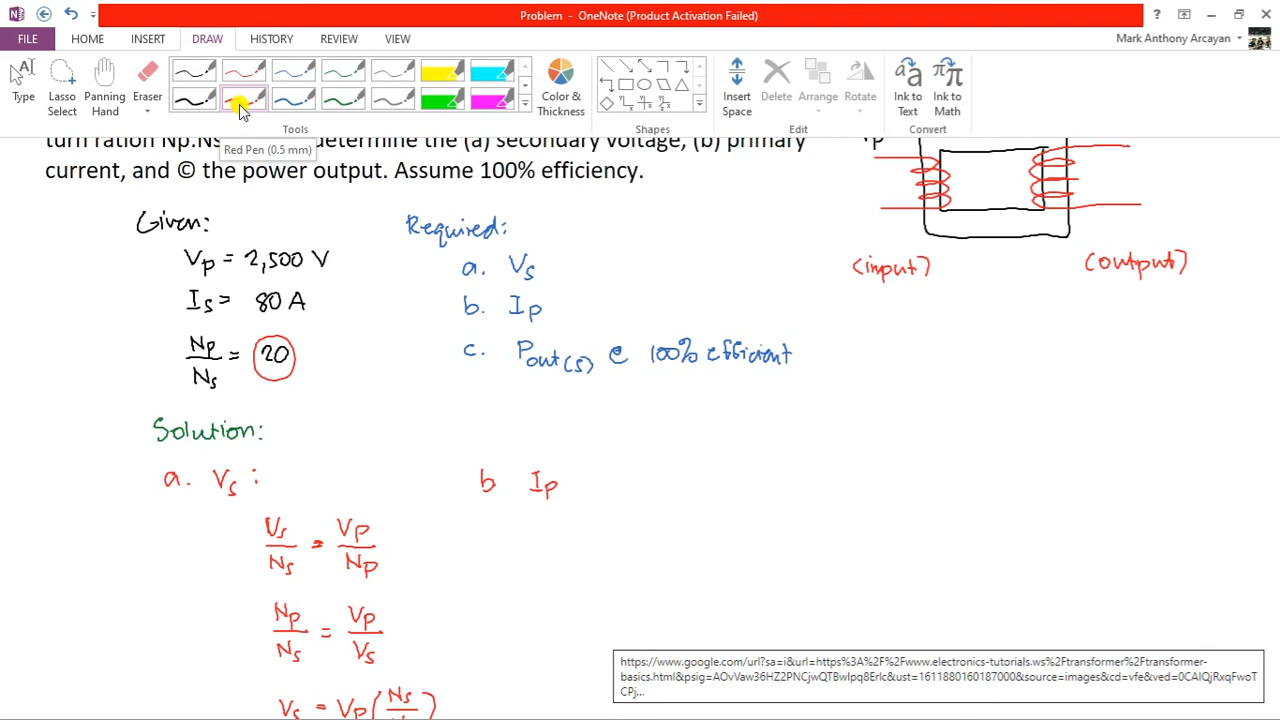 Problem - OneNote (Product Activation Failed)
FILE HOME INSERT DRAW HISTORY REVIEW VIEW
Mark Anthony Arcayan
Type
Lasso Select
Panning Hand
Eraser
Color & Thickness
Insert Space
Delete
Arrange
Rotate
Ink to Text
Ink to Math
Tools
Shapes
Edit
Convert
Red Pen (0.5 mm)
turn ration Np:Ns determine the (a) secondary voltage, (b) primary
current, and © the power output. Assume 100% efficiency.
(input)
(output)
Given:
Vp = 2,500 V
Is = 80 A
Np/Ns = 20
Required:
a. Vs
b. Ip
c. Pout(s) @ 100% efficient
Solution:
a. Vs :
Vs/Ns = Vp/Np
Np/Ns = Vp/Vs
Vs = Vp(Ns
b Ip
https://www.google.com/url?sa=i&url=https%3A%2F%2Fwww.electronics-tutorials.ws%2Ftransformer%2Ftransformer-
basics.html&psig=AOvVaw36HZ2PNCjwQTBwIpq8Erlc&ust=1611880160187000&source=images&cd=vfe&ved=0CAIQjRxqFwoT
CPj...